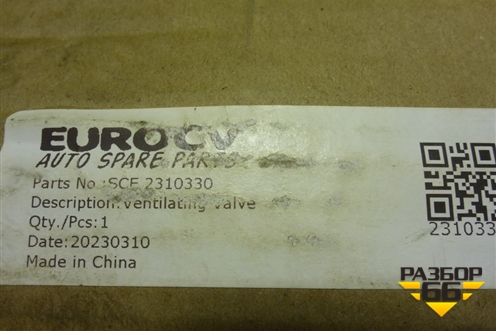 EUROCV
AUTO SPARE PARTS
Parts No.:SCE 2310330
Description:Ventilating Valve
Qty./Pcs:1
Date:20230310
Made in China
231033
РАЗБОР
66